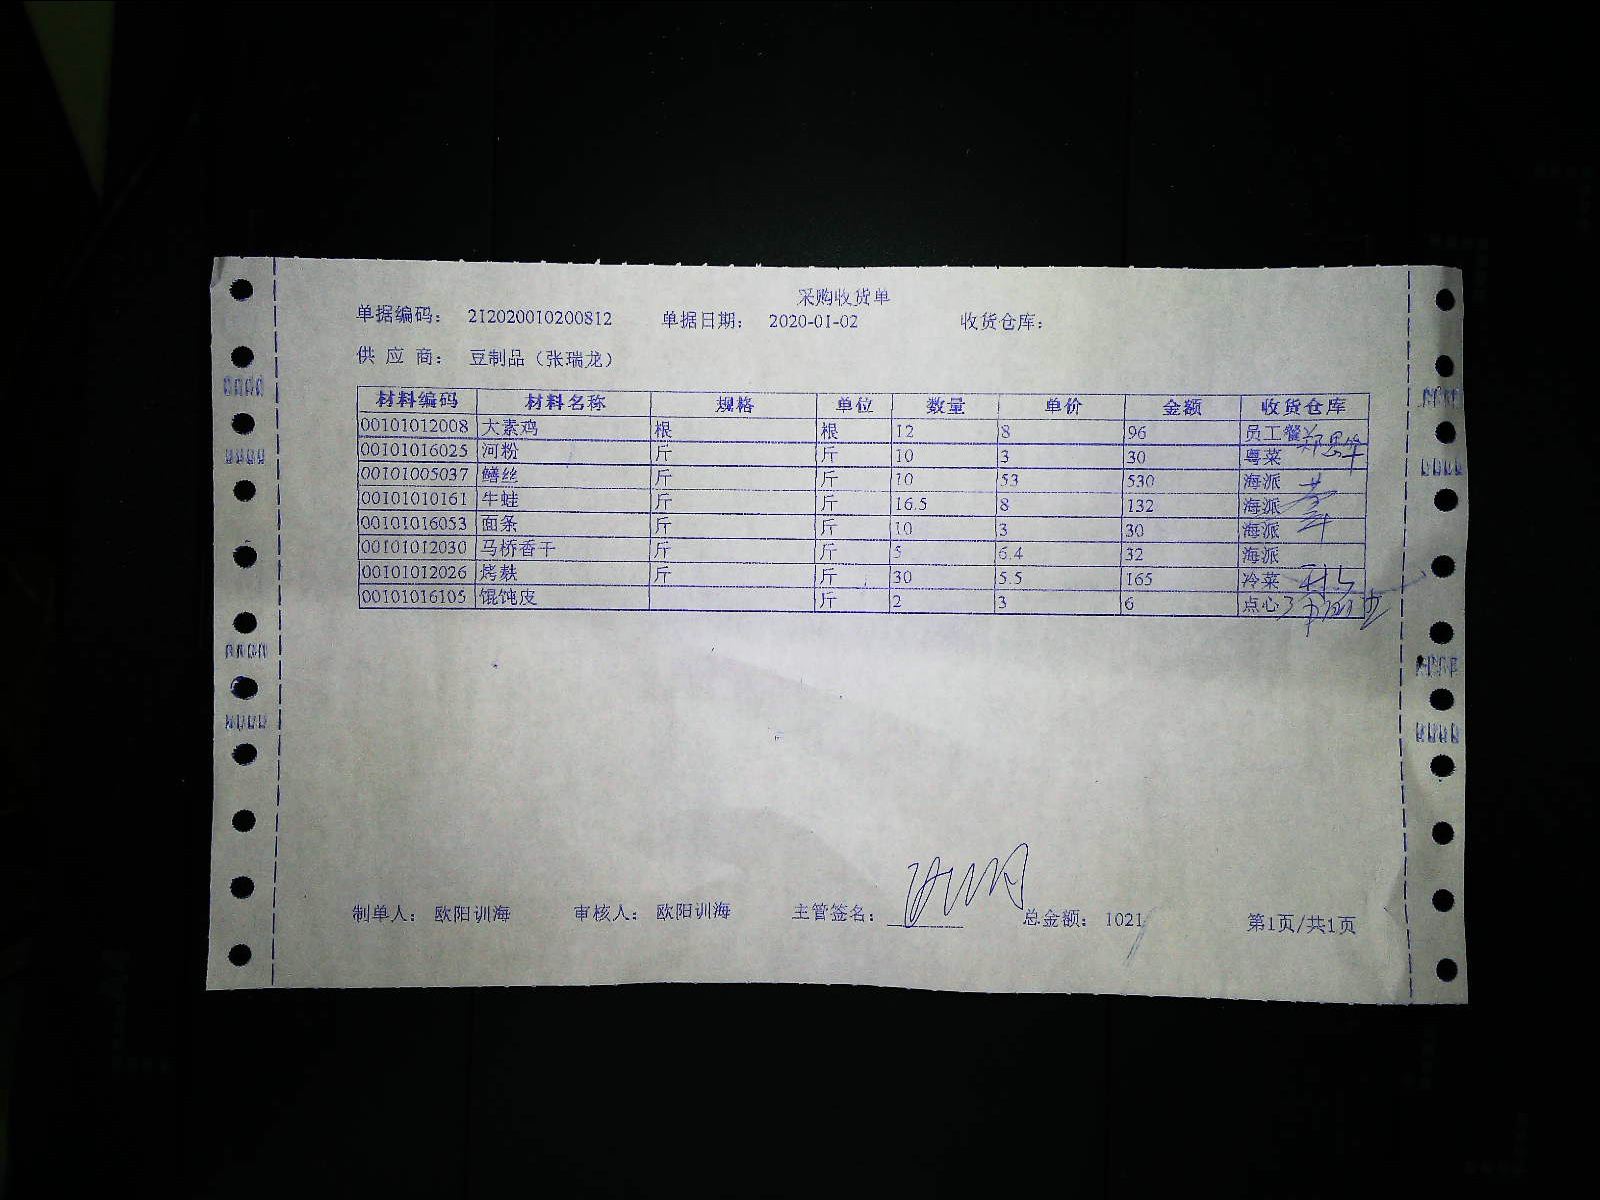 采购收货单
单据编码: 212020010200812 单据日期: 2020-01-02 收货仓库:
供 应 商: 豆制品（张瑞龙）
材料编码 材料名称 规格 单位 数量 单价 金额 收货仓库
00101012008 大素鸡 根 根 12 8 96 员工餐
00101016025 河粉 斤 斤 10 3 30 粤菜
00101005037 鳝丝 斤 斤 10 53 530 海派
00101010161 牛蛙 斤 斤 16.5 8 132 海派
00101016053 面条 斤 斤 10 3 30 海派
00101012030 马桥香干 斤 斤 5 6.4 32 海派
00101012026 烤麸 斤 斤 30 5.5 165 冷菜
00101016105 馄饨皮 斤 2 3 6 点心
制单人: 欧阳训海 审核人: 欧阳训海 主管签名: 总金额: 1021 第1页/共1页